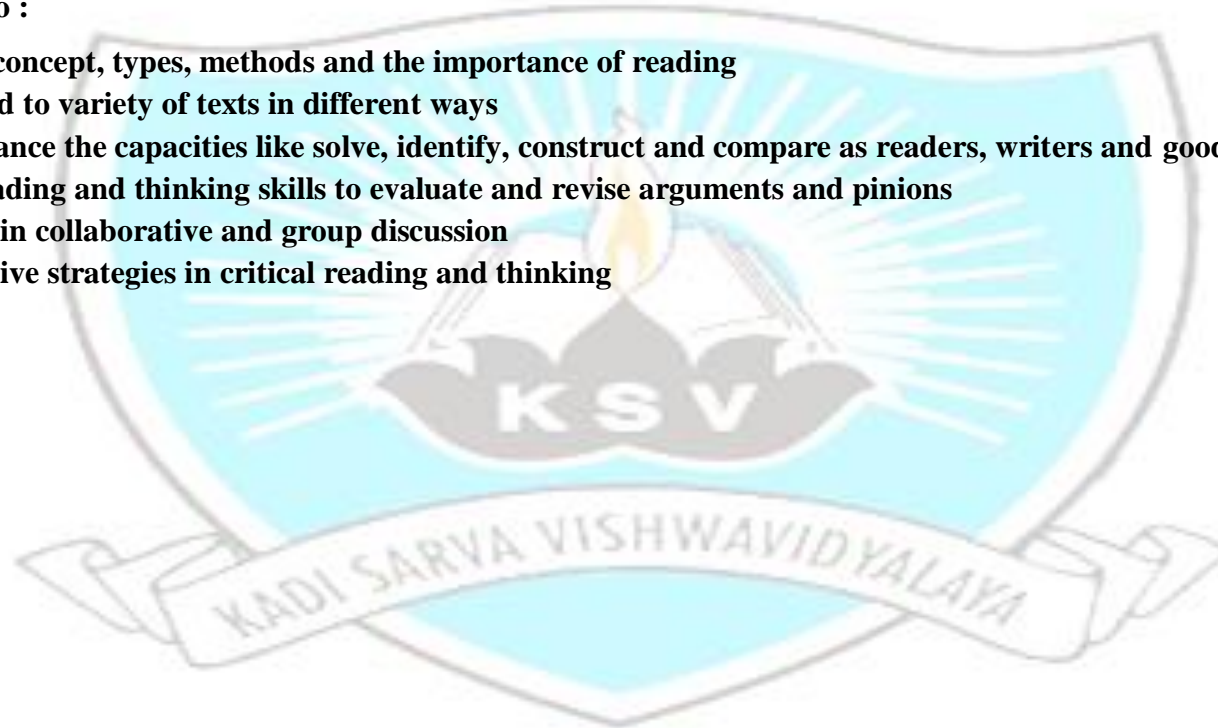 o :
concept, types, methods and the importance of reading
d to variety of texts in different ways
ance the capacities like solve, identify, construct and compare as readers, writers and good
ading and thinking skills to evaluate and revise arguments and pinions
in collaborative and group discussion
ive strategies in critical reading and thinking
KSV
KADI SARVA VISHWAVIDYALAYA